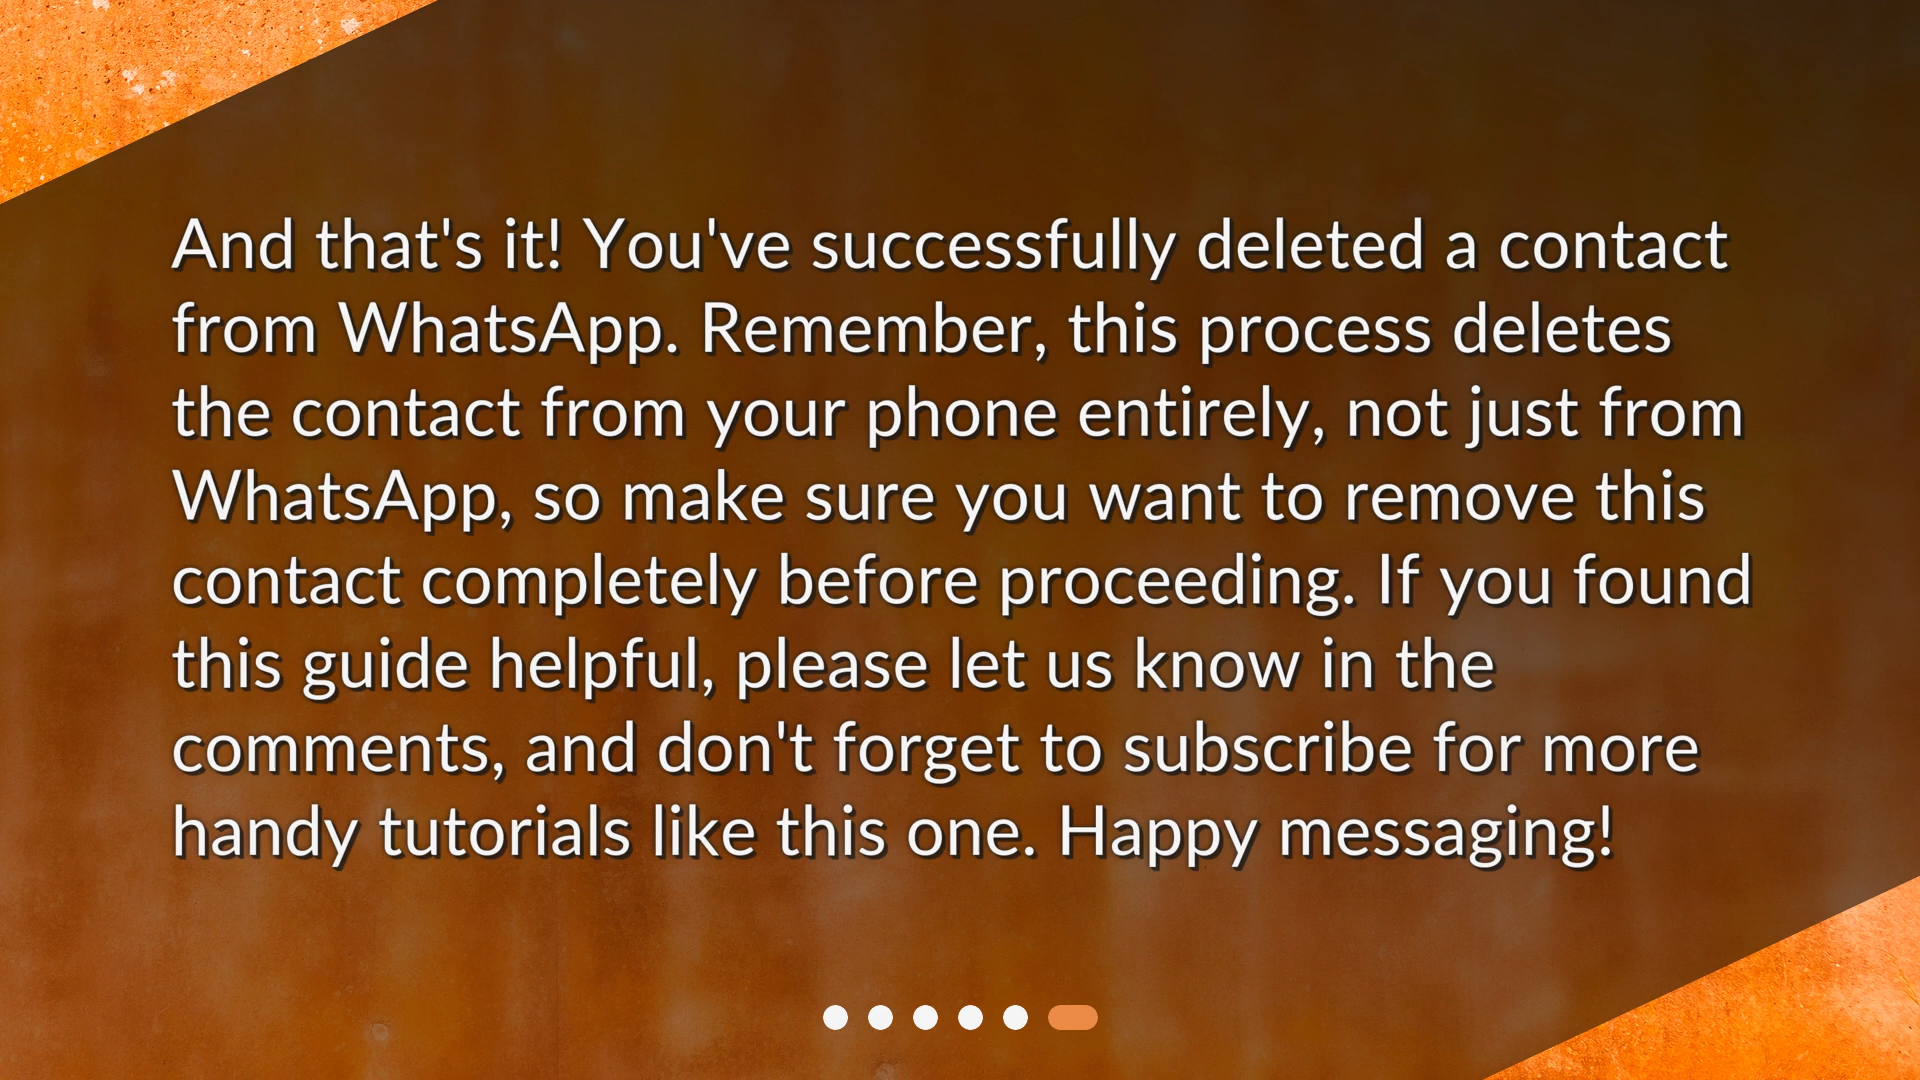 And that's it! You've successfully deleted a contact
from WhatsApp. Remember, this process deletes
the contact from your phone entirely, not just from
WhatsApp, so make sure you want to remove this
contact completely before proceeding. If you found
this guide helpful, please let us know in the
comments, and don't forget to subscribe for more
handy tutorials like this one. Happy messaging!